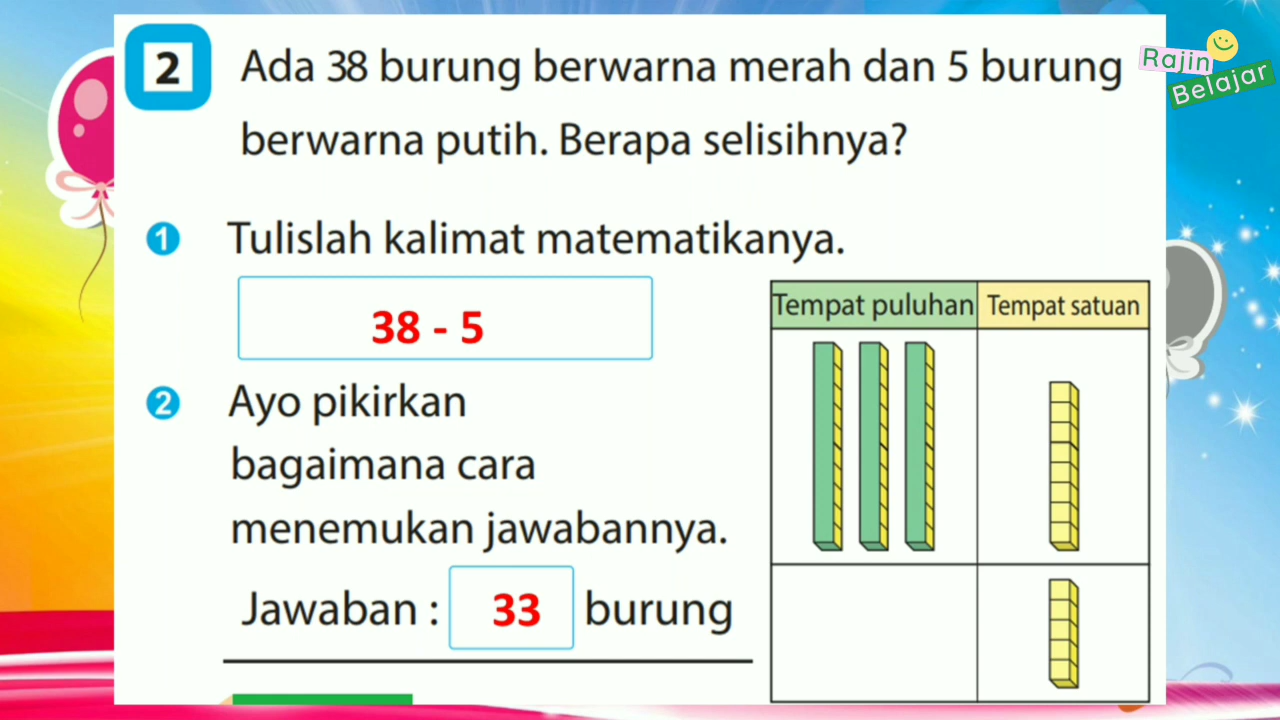 Rajin
Belajar
2
Ada 38 burung berwarna merah dan 5 burung
berwarna putih. Berapa selisihnya?
1 Tulislah kalimat matematikanya.
38 - 5
Tempat puluhan Tempat satuan
2 Ayo pikirkan
bagaimana cara
menemukan jawabannya.
Jawaban : 33 burung